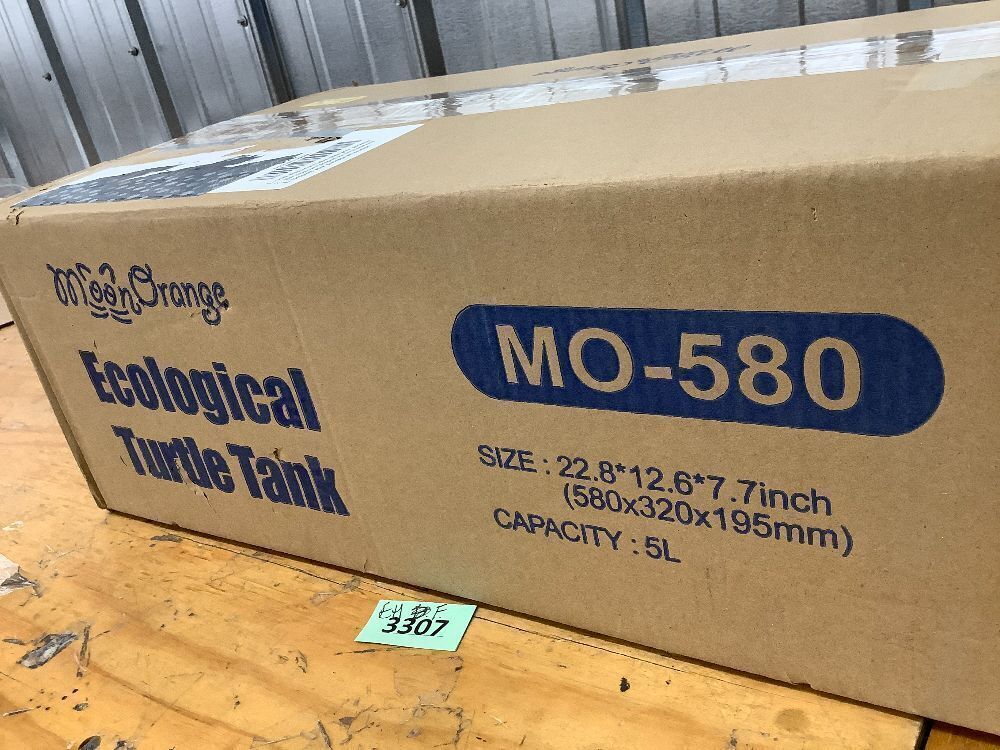 MoonOrange
Ecological
Turtle Tank
MO-580
SIZE : 22.8*12.6*7.7inch
(580x320x195mm)
CAPACITY : 5L
3307